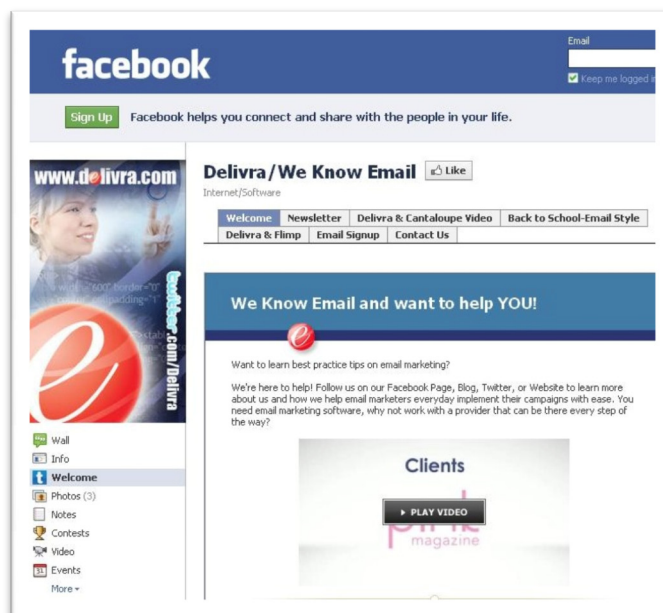 facebook
Email
Keep me logged in
Sign Up Facebook helps you connect and share with the people in your life.
www.delivra.com
twitter.com/Delivra
Wall
Info
Welcome
Photos (3)
Notes
Contests
Video
31 Events
More
Delivra/We Know Email Like
Internet/Software
Welcome Newsletter Delivra & Cantaloupe Video Back to School-Email Style
Delivra & Flimp Email Signup Contact Us
We Know Email and want to help YOU!
e
Want to learn best practice tips on email marketing?
We're here to help! Follow us on our Facebook Page, Blog, Twitter, or Website to learn more
about us and how we help email marketers everyday implement their campaigns with ease. You
need email marketing software, why not work with a provider that can be there every step of
the way?
Clients
PLAY VIDEO
pink
magazine